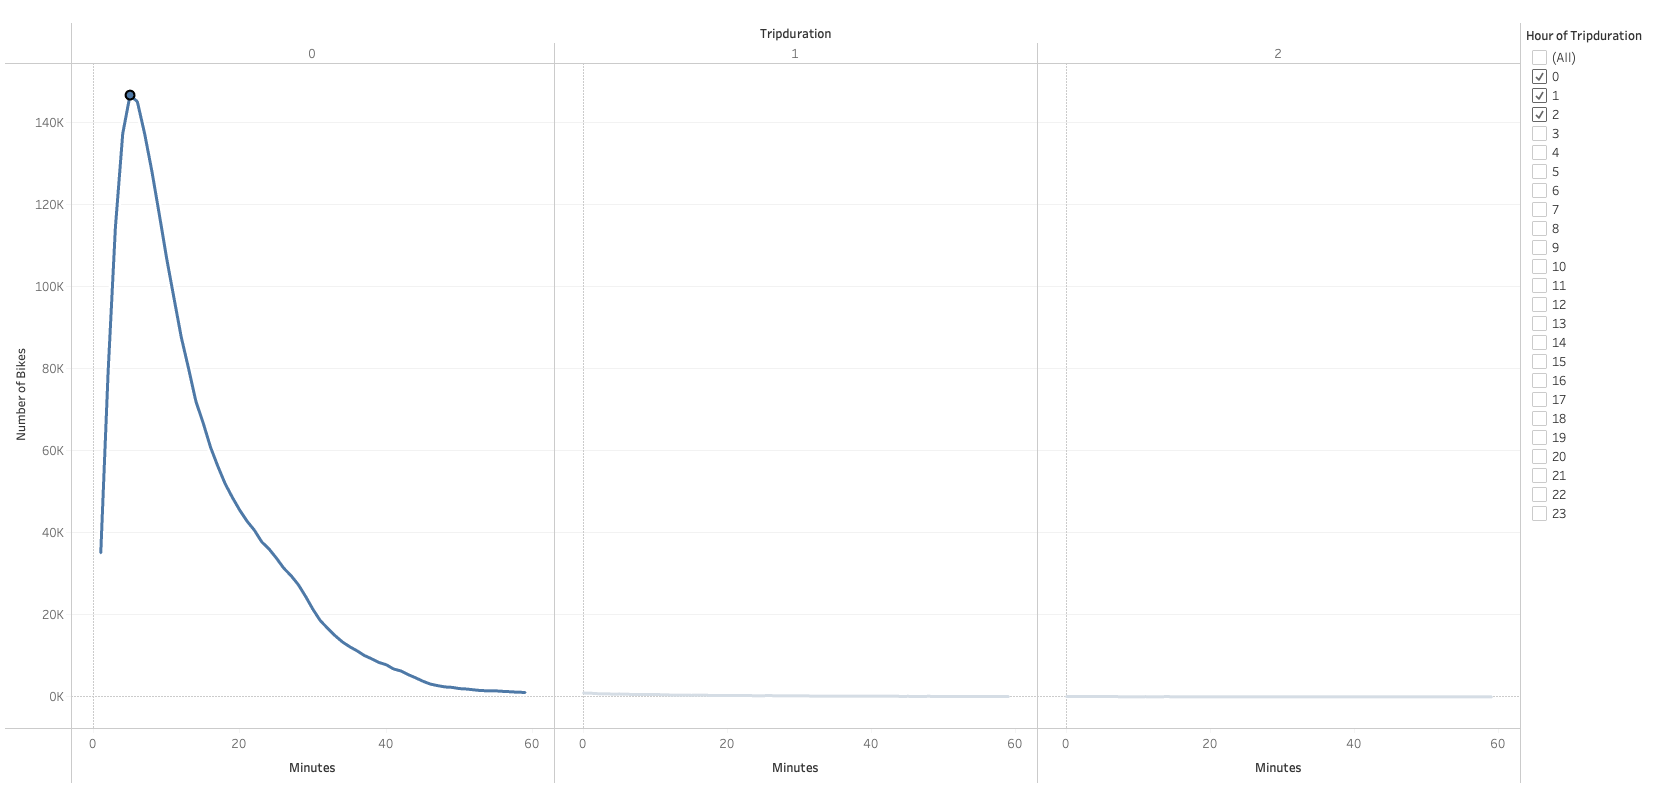 Tripduration
0 1 2
140K
120K
100K
80K
60K
40K
20K
0K
Number of Bikes
0 20 40 60 0 20 40 60 0 20 40 60
Minutes Minutes Minutes
Hour of Tripduration
(All)
0
1
2
3
4
5
6
7
8
9
10
11
12
13
14
15
16
17
18
19
20
21
22
23